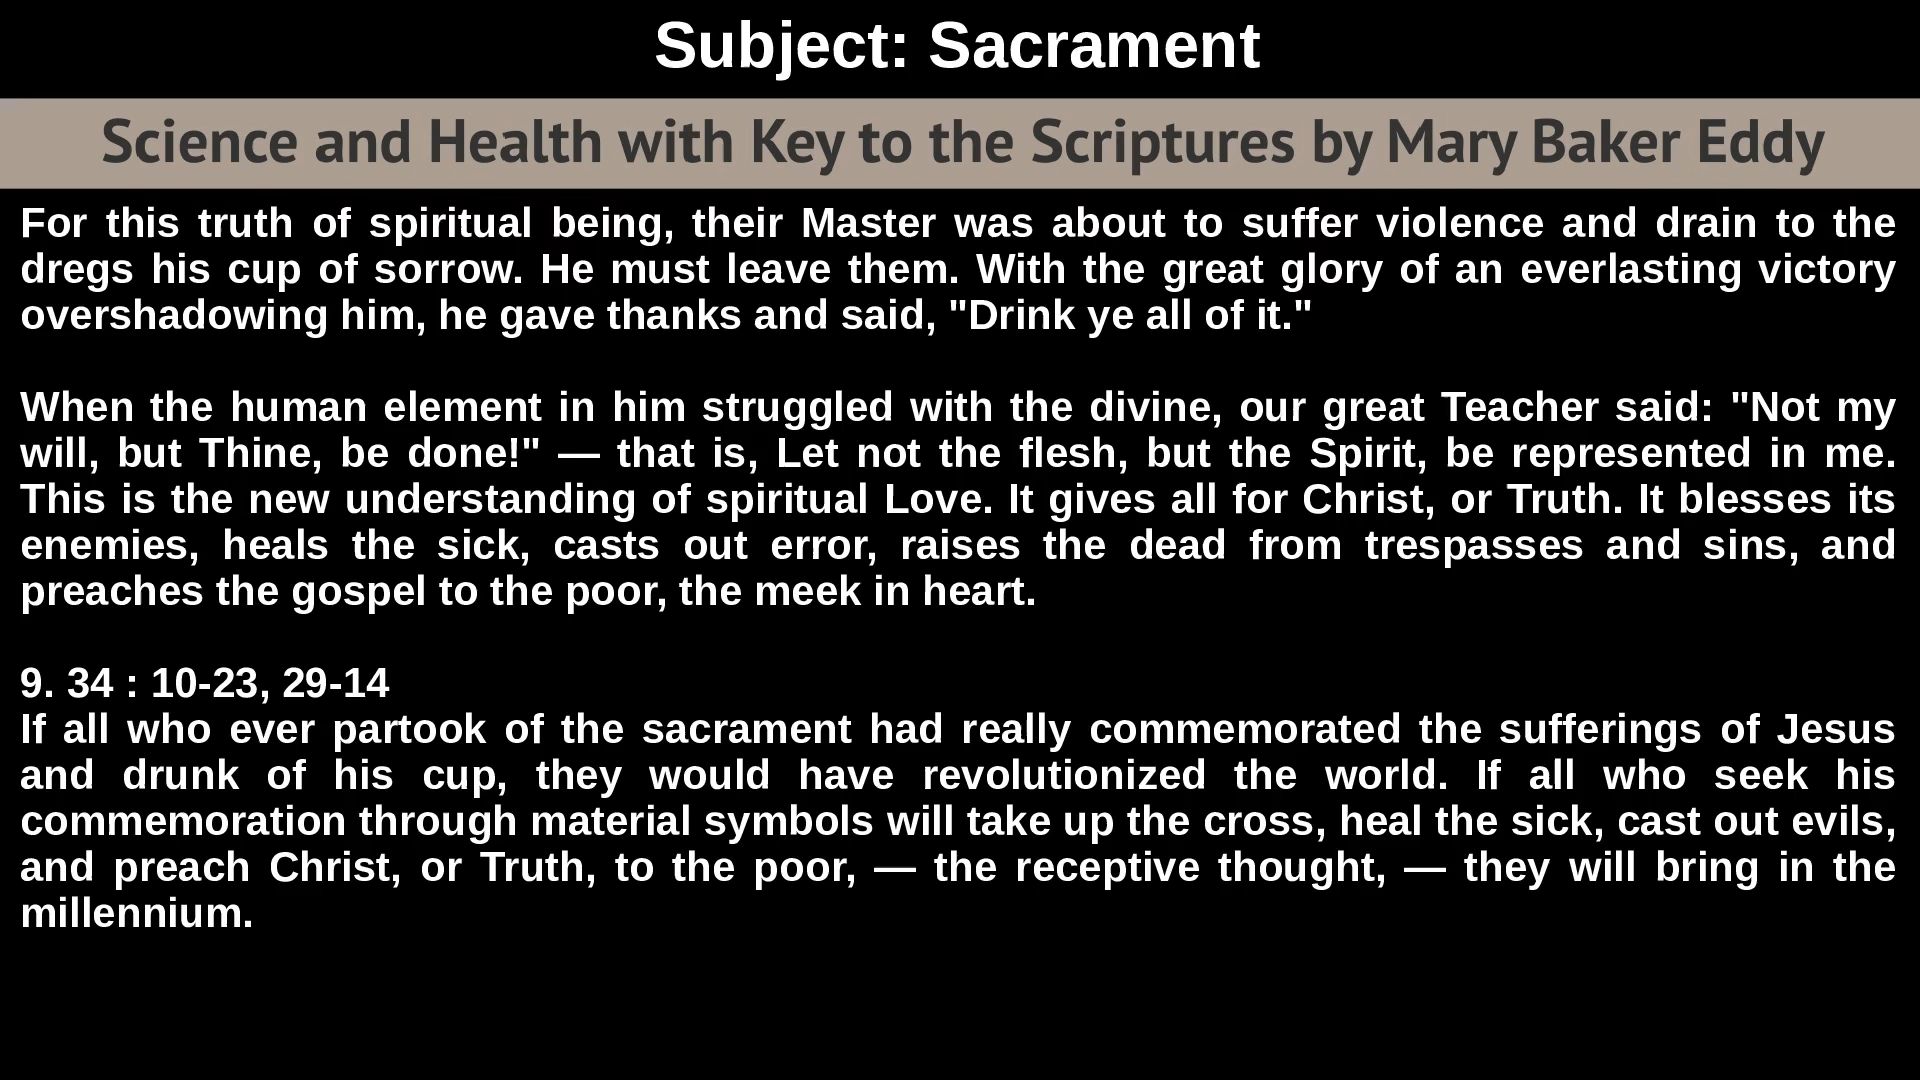 Subject: Sacrament
Science and Health with Key to the Scriptures by Mary Baker Eddy
For this truth of spiritual being, their Master was about to suffer violence and drain to the
dregs his cup of sorrow. He must leave them. With the great glory of an everlasting victory
overshadowing him, he gave thanks and said, "Drink ye all of it."
When the human element in him struggled with the divine, our great Teacher said: "Not my
will, but Thine, be done!" — that is, Let not the flesh, but the Spirit, be represented in me.
This is the new understanding of spiritual Love. It gives all for Christ, or Truth. It blesses its
enemies, heals the sick, casts out error, raises the dead from trespasses and sins, and
preaches the gospel to the poor, the meek in heart.
9. 34 : 10-23, 29-14
If all who ever partook of the sacrament had really commemorated the sufferings of Jesus
and drunk of his cup, they would have revolutionized the world. If all who seek his
commemoration through material symbols will take up the cross, heal the sick, cast out evils,
and preach Christ, or Truth, to the poor, — the receptive thought, — they will bring in the
millennium.